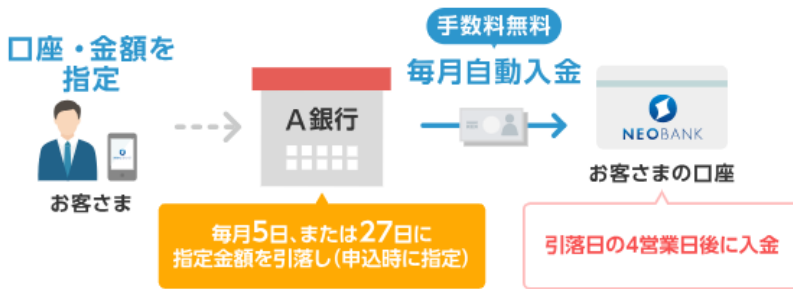 口座・金額を
指定
お客さま
A銀行
手数料無料
毎月自動入金
NEOBANK
お客さまの口座
毎月5日、または27日に
指定金額を引落し(申込時に指定)
引落日の4営業日後に入金